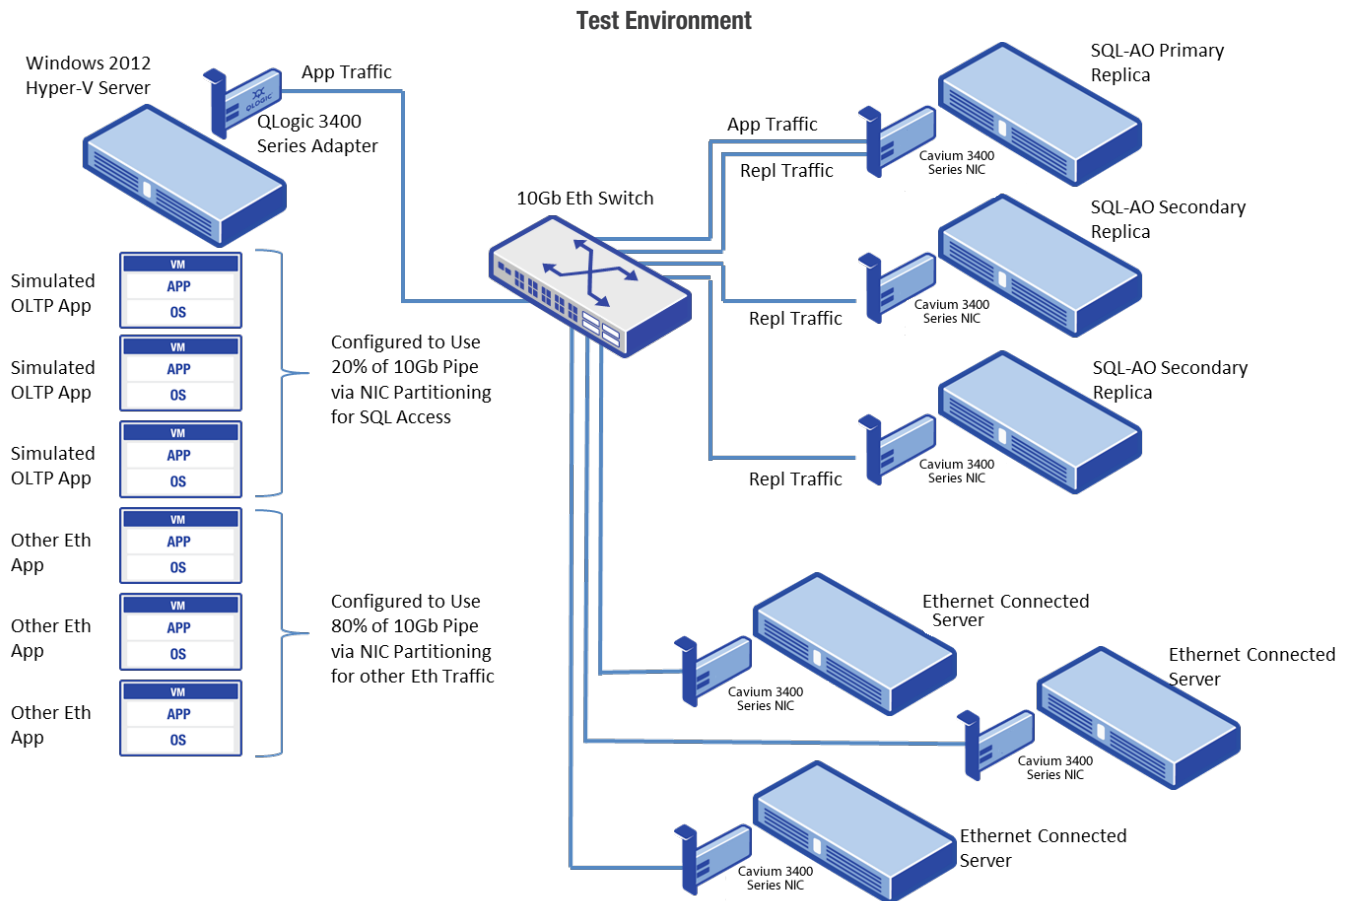 Test Environment
Windows 2012
Hyper-V Server
App Traffic
QLOGIC
QLogic 3400
Series Adapter
SQL-AO Primary
Replica
App Traffic
Repl Traffic
Cavium 3400
Series NIC
10Gb Eth Switch
SQL-AO Secondary
Replica
Repl Traffic
Cavium 3400
Series NIC
SQL-AO Secondary
Replica
Repl Traffic
Cavium 3400
Series NIC
Simulated
OLTP App
VM
APP
OS
Simulated
OLTP App
VM
APP
OS
Simulated
OLTP App
VM
APP
OS
Configured to Use
20% of 10Gb Pipe
via NIC Partitioning
for SQL Access
Other Eth
App
VM
APP
OS
Other Eth
App
VM
APP
OS
Other Eth
App
VM
APP
OS
Configured to Use
80% of 10Gb Pipe
via NIC Partitioning
for other Eth Traffic
Ethernet Connected
Server
Cavium 3400
Series NIC
Ethernet Connected
Server
Cavium 3400
Series NIC
Ethernet Connected
Server
Cavium 3400
Series NIC